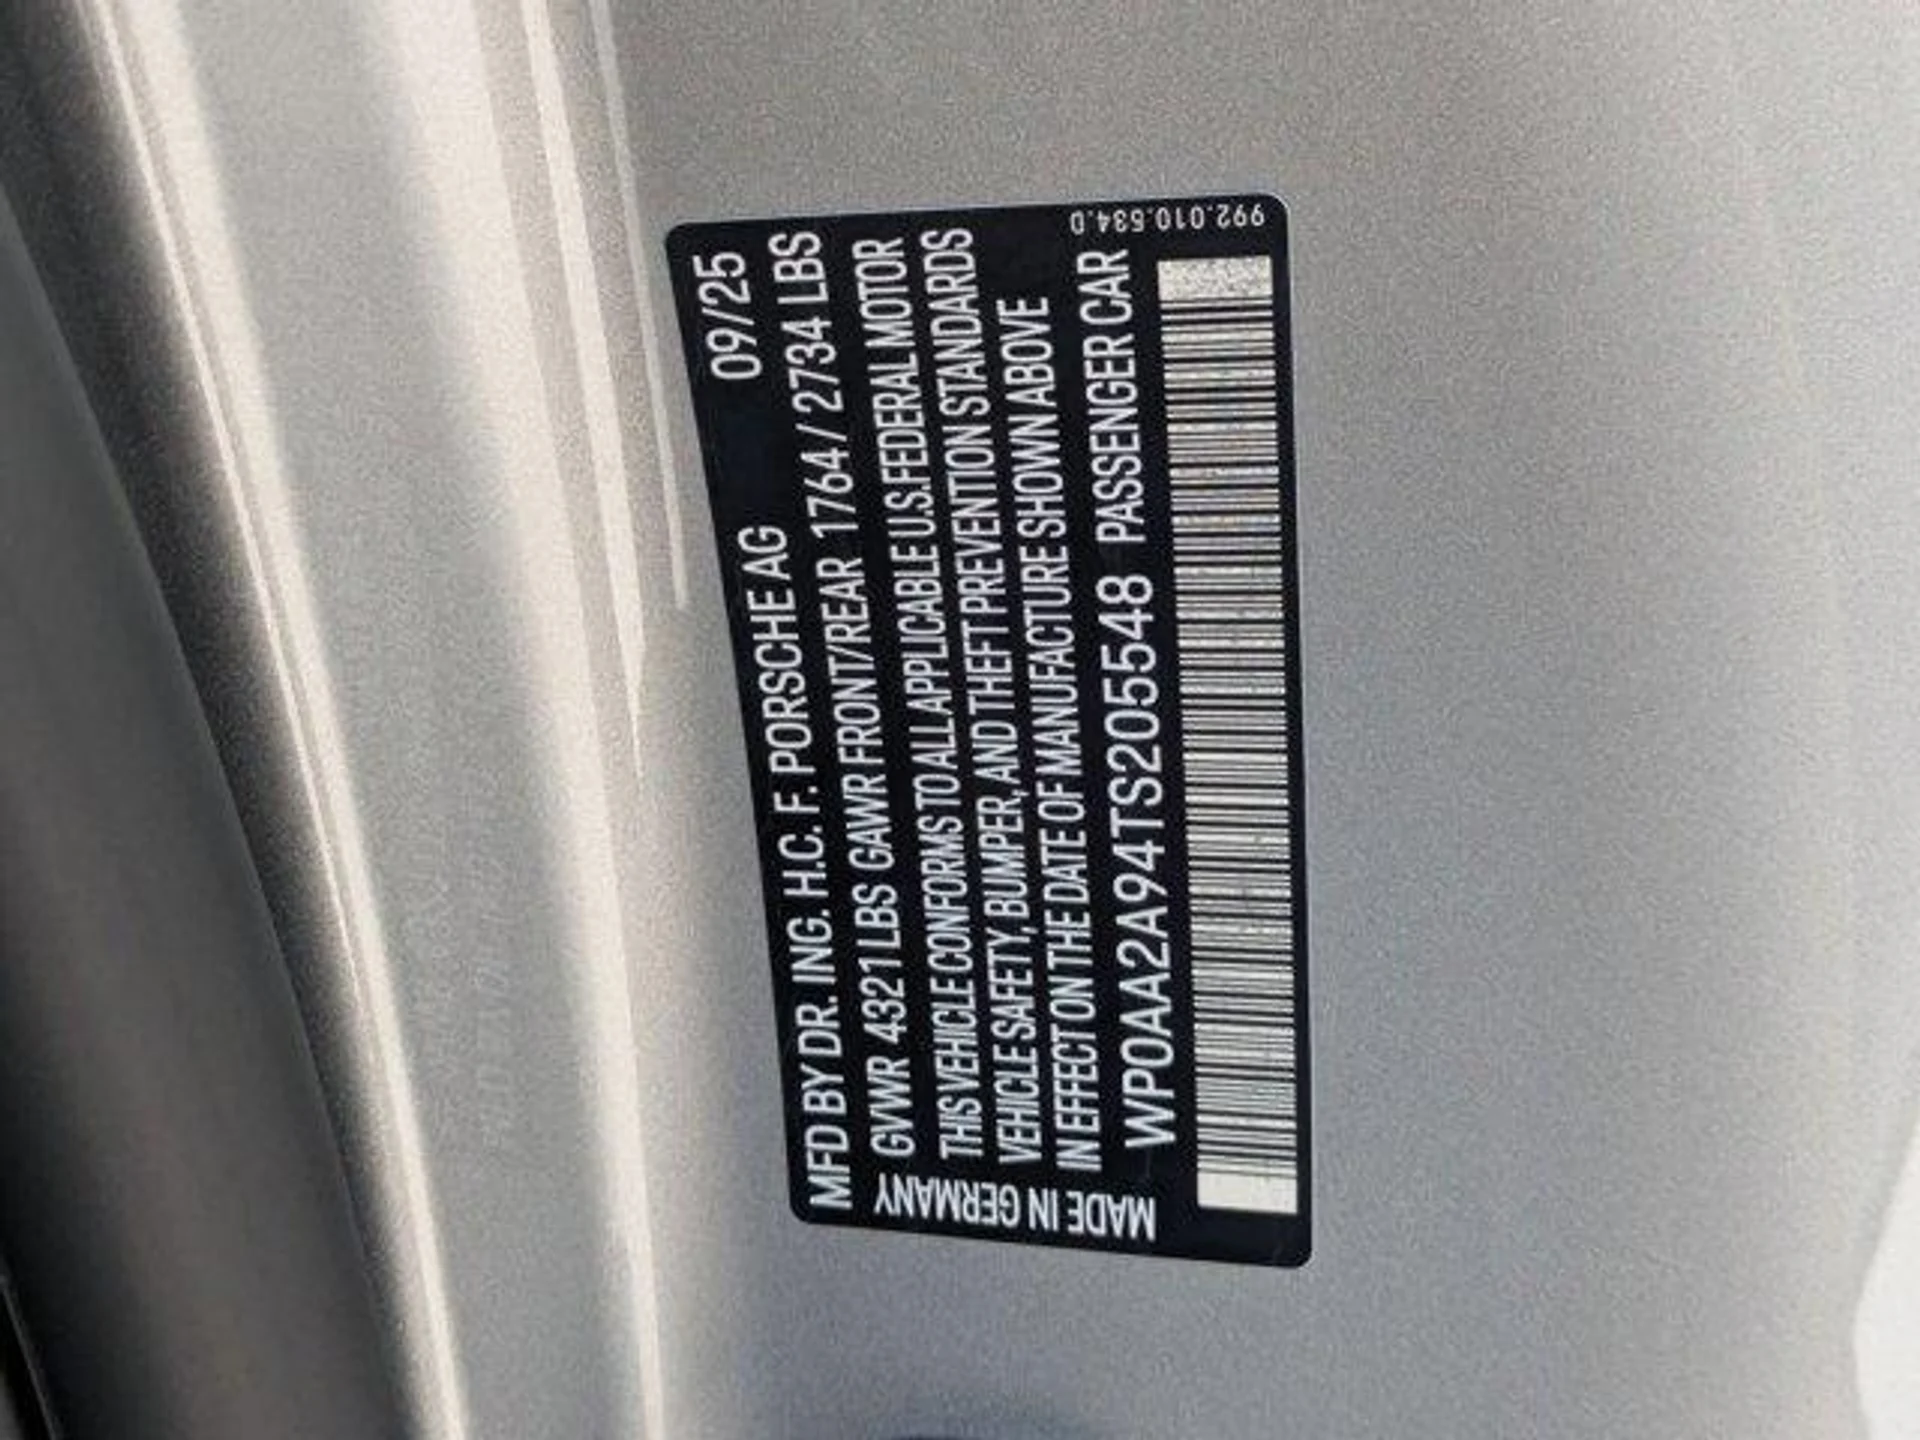 MFD BY DR. ING. H.C. F. PORSCHE AG 09/25
GVWR 4321 LBS GAWR FRONT/REAR 1764 / 2734 LBS
THIS VEHICLE CONFORMS TO ALL APPLICABLE U.S. FEDERAL MOTOR
VEHICLE SAFETY, BUMPER, AND THEFT PREVENTION STANDARDS
IN EFFECT ON THE DATE OF MANUFACTURE SHOWN ABOVE
WP0AA2A94TS205548 PASSENGER CAR
MADE IN GERMANY
992.010.534.D